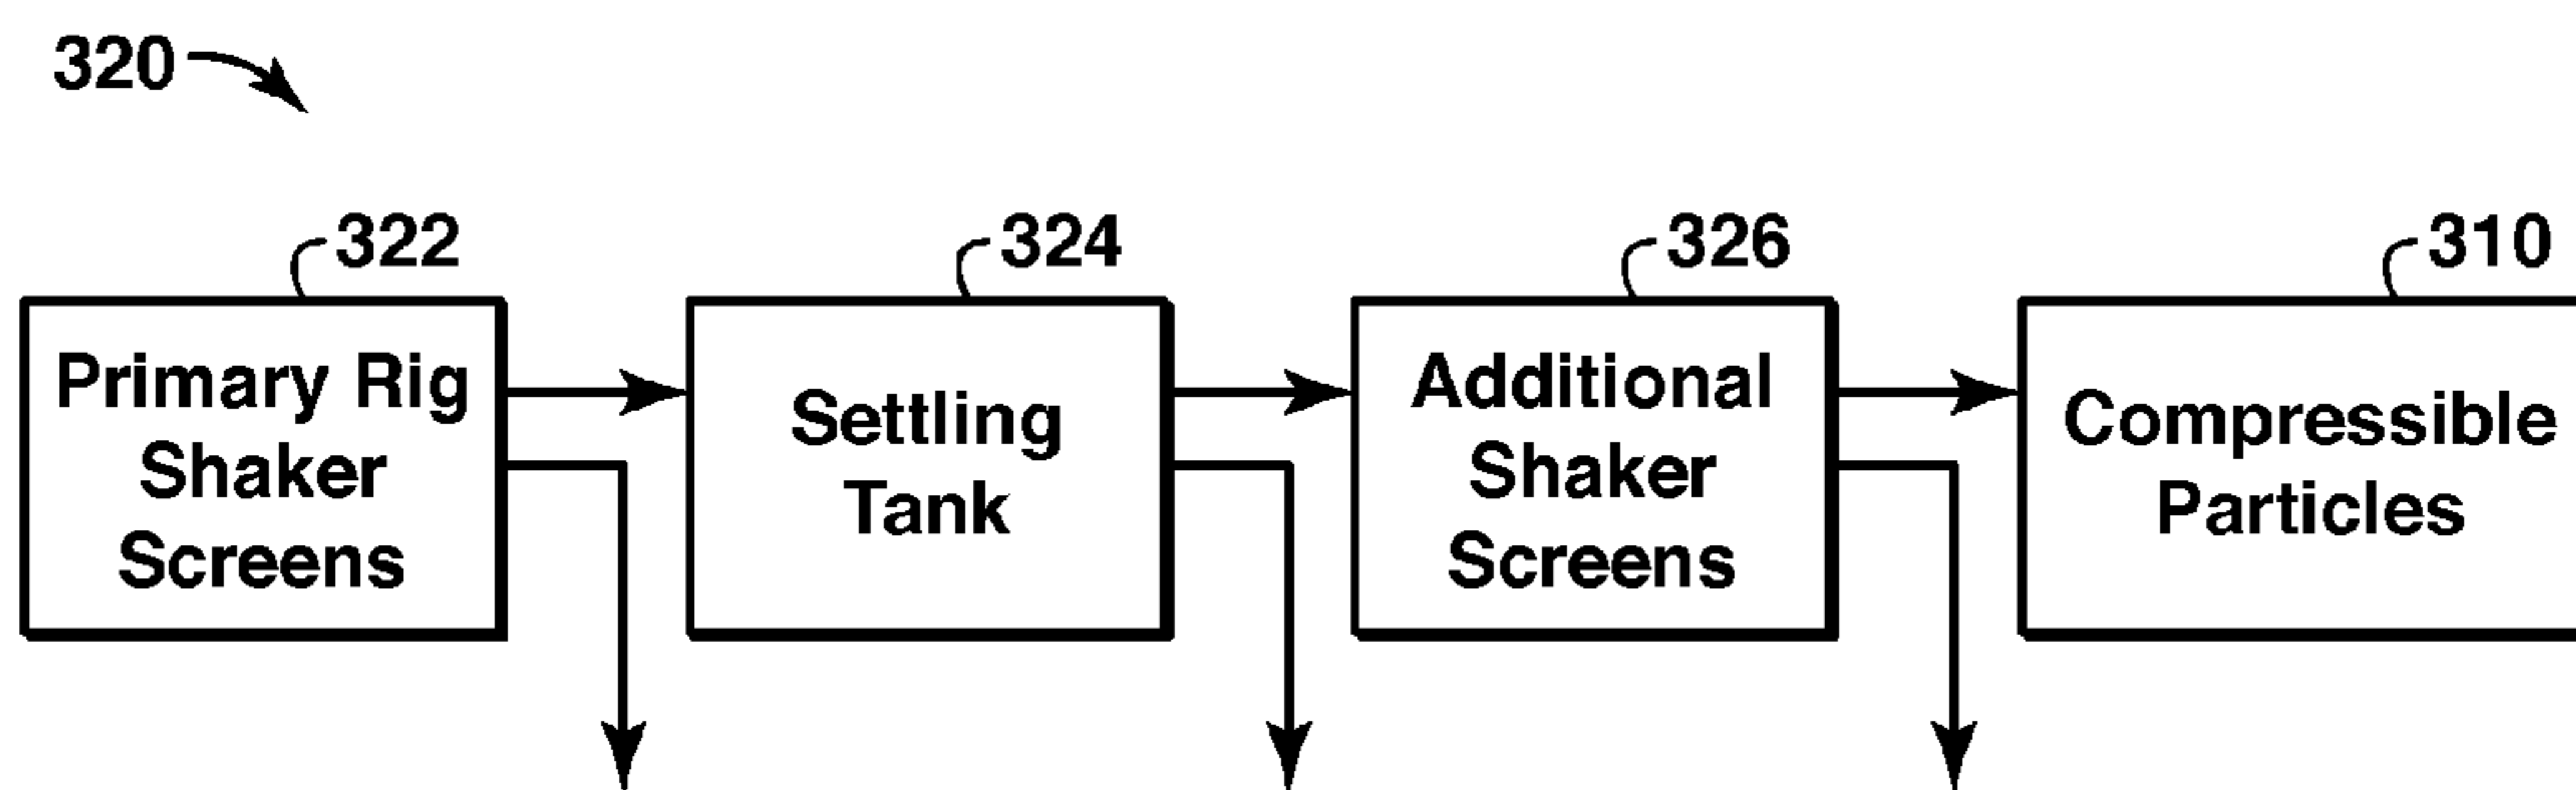 320
322
324
326
310
Primary Rig
Shaker
Screens
Settling
Tank
Additional
Shaker
Screens
Compressible
Particles